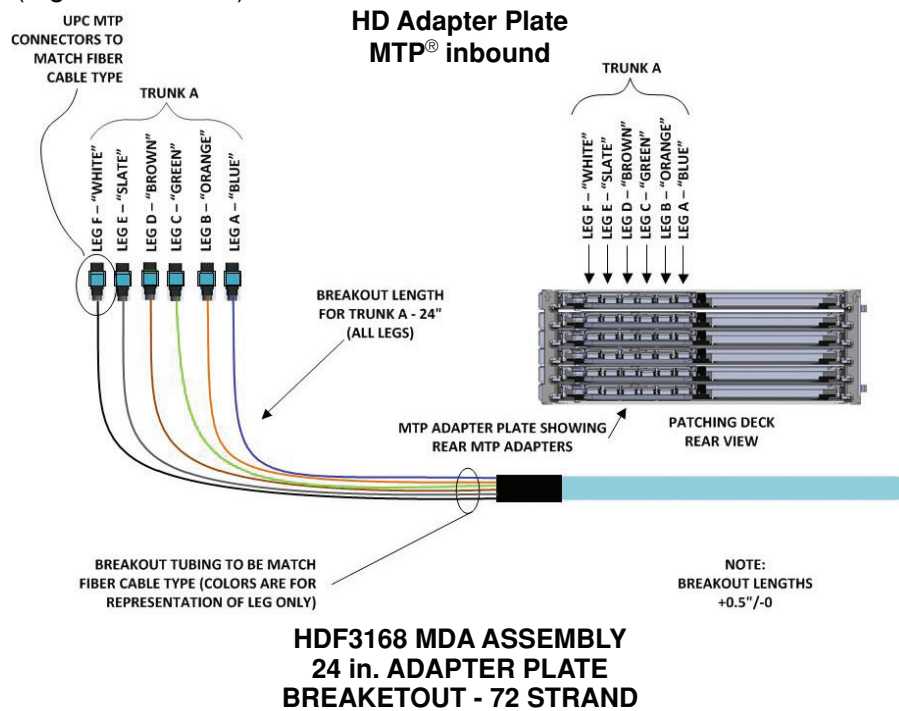 HD Adapter Plate
MTP® inbound
UPC MTP
CONNECTORS TO
MATCH FIBER
CABLE TYPE
TRUNK A
LEG F – "WHITE"
LEG E – "SLATE"
LEG D – "BROWN"
LEG C – "GREEN"
LEG B – "ORANGE"
LEG A – "BLUE"
TRUNK A
LEG F – "WHITE"
LEG E – "SLATE"
LEG D – "BROWN"
LEG C – "GREEN"
LEG B – "ORANGE"
LEG A – "BLUE"
BREAKOUT LENGTH
FOR TRUNK A - 24"
(ALL LEGS)
MTP ADAPTER PLATE SHOWING
REAR MTP ADAPTERS
PATCHING DECK
REAR VIEW
BREAKOUT TUBING TO BE MATCH
FIBER CABLE TYPE (COLORS ARE FOR
REPRESENTATION OF LEG ONLY)
NOTE:
BREAKOUT LENGTHS
+0.5"/-0
HDF3168 MDA ASSEMBLY
24 in. ADAPTER PLATE
BREAKETOUT - 72 STRAND